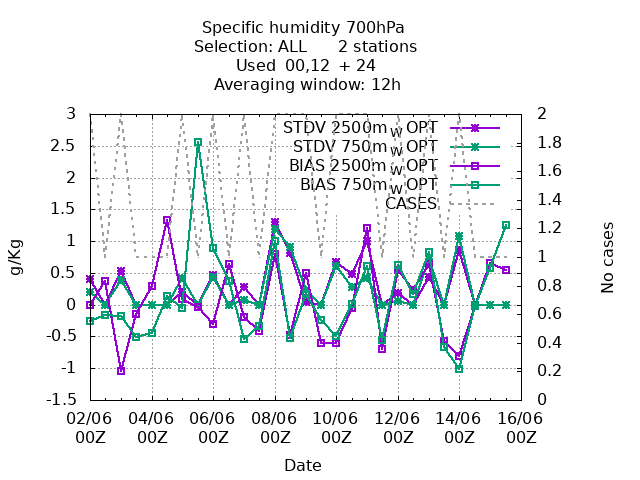 Specific humidity 700hPa
Selection: ALL 2 stations
Used 00,12 + 24
Averaging window: 12h
3
2.5
2
1.5
1
0.5
0
-0.5
-1
-1.5
g/Kg
STDV 2500m W OPT
STDV 750m W OPT
BIAS 2500m W OPT
BIAS 750m W OPT
CASES
2
1.8
1.6
1.4
1.2
1
0.8
0.6
0.4
0.2
0
No cases
02/06 04/06 06/06 08/06 10/06 12/06 14/06 16/06
00Z 00Z 00Z 00Z 00Z 00Z 00Z 00Z
Date